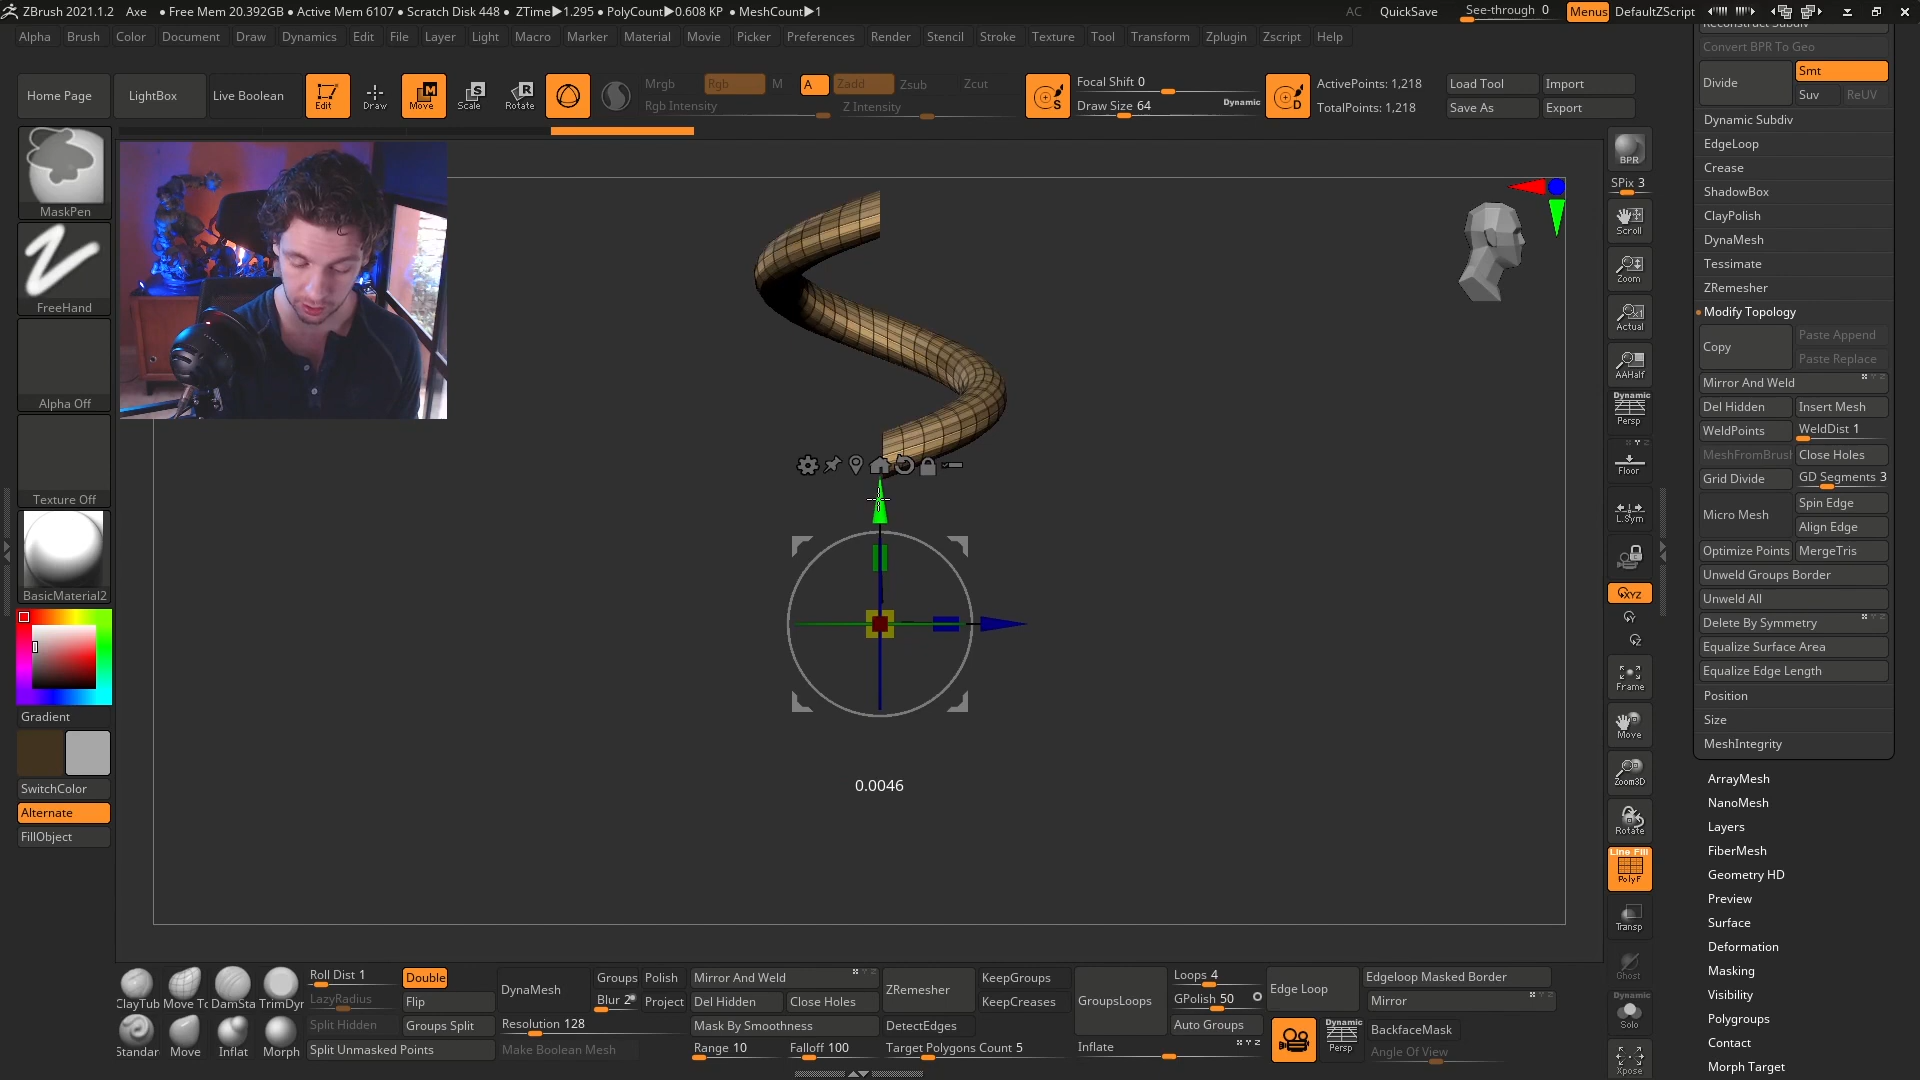 ZBrush 2021.1.2 Axe • Free Mem 20.392GB • Active Mem 6107 • Scratch Disk 448 • ZTime▶1.295 • PolyCount▶0.608 KP • MeshCount▶1 AC QuickSave See-through 0 Menus DefaultZScript
Alpha Brush Color Document Draw Dynamics Edit File Layer Light Macro Marker Material Movie Picker Preferences Render Stencil Stroke Texture Tool Transform Zplugin Zscript Help
Home Page LightBox Live Boolean Edit Draw Move Scale Rotate
Mrgb Rgb M A Zadd Zsub Zcut
Rgb Intensity Z Intensity
Focal Shift 0
Draw Size 64 Dynamic
ActivePoints: 1,218
TotalPoints: 1,218
Load Tool Import
Save As Export
MaskPen
FreeHand
Alpha Off
Texture Off
BasicMaterial2
Gradient
SwitchColor
Alternate
FillObject
0.0046
BPR
SPix 3
Scroll
Zoom
Actual
AAHalf
Dynamic
Persp
Floor
L.Sym
XYZ
Frame
Move
Zoom3D
Rotate
Line Fill
PolyF
Transp
Ghost
Dynamic
Solo
Xpose
Reconstruct Subdiv
Convert BPR To Geo
Divide Smt
Suv ReUV
Dynamic Subdiv
EdgeLoop
Crease
ShadowBox
ClayPolish
DynaMesh
Tessimate
ZRemesher
Modify Topology
Copy Paste Append
Paste Replace
Mirror And Weld
Del Hidden Insert Mesh
WeldPoints WeldDist 1
MeshFromBrush Close Holes
Grid Divide GD Segments 3
Micro Mesh Spin Edge
Align Edge
Optimize Points MergeTris
Unweld Groups Border
Unweld All
Delete By Symmetry
Equalize Surface Area
Equalize Edge Length
Position
Size
MeshIntegrity
ArrayMesh
NanoMesh
Layers
FiberMesh
Geometry HD
Preview
Surface
Deformation
Masking
Visibility
Polygroups
Contact
Morph Target
ClayTub Move To DamSta TrimDyn
Standar Move Inflat Morph
Roll Dist 1 Double
LazyRadius Flip
Split Hidden Groups Split
Split Unmasked Points
DynaMesh Groups Polish
Blur 2 Project
Resolution 128
Make Boolean Mesh
Mirror And Weld
Del Hidden Close Holes
Mask By Smoothness
Range 10 Falloff 100
ZRemesher KeepGroups
KeepCreases
DetectEdges
Target Polygons Count 5
GroupsLoops Loops 4
GPolish 50
Auto Groups
Inflate
Edge Loop Edgeloop Masked Border
Mirror
Dynamic
Persp
BackfaceMask
Angle Of View